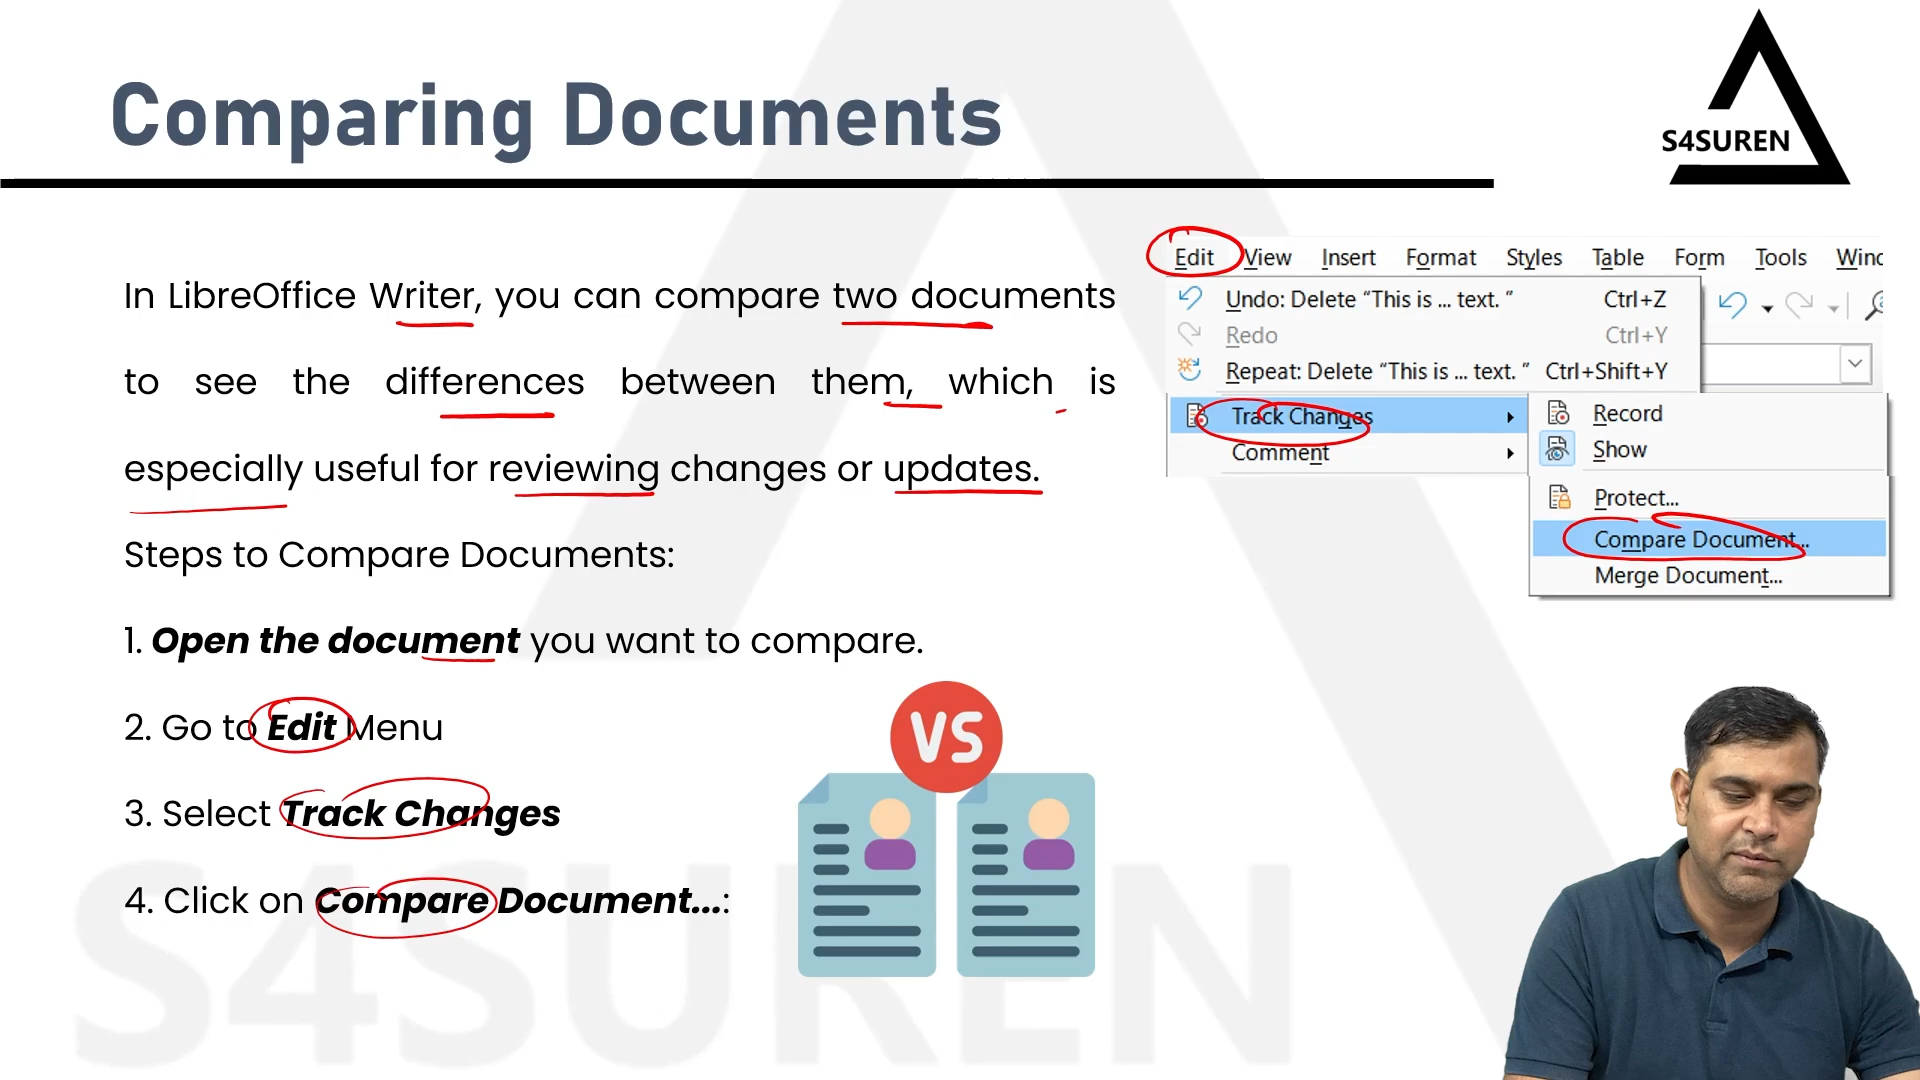 Comparing Documents
S4SUREN
In LibreOffice Writer, you can compare two documents
to see the differences between them, which is
especially useful for reviewing changes or updates.
Steps to Compare Documents:
1. Open the document you want to compare.
2. Go to Edit Menu
3. Select Track Changes
4. Click on Compare Document...:
Edit View Insert Format Styles Table Form Tools Winc
Undo: Delete “This is ... text. ” Ctrl+Z
Redo Ctrl+Y
Repeat: Delete “This is ... text. ” Ctrl+Shift+Y
Track Changes
Comment
Record
Show
Protect...
Compare Document...
Merge Document...
VS
S4SUREN